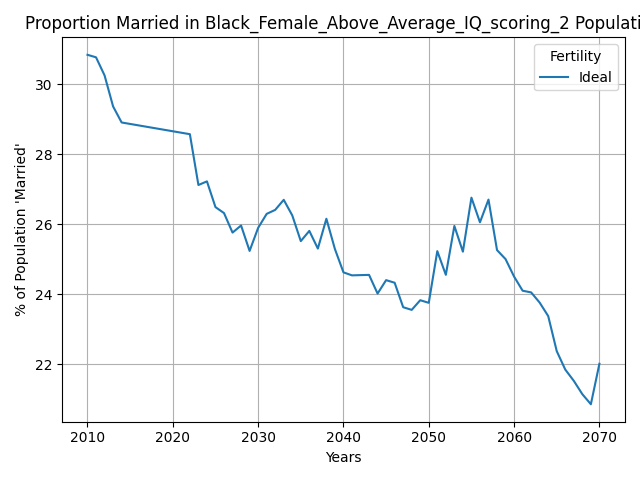 Proportion Married in Black_Female_Above_Average_IQ_scoring_2 Populati
Fertility
Ideal
% of Population 'Married'
30
28
26
24
22
2010 2020 2030 2040 2050 2060 2070
Years